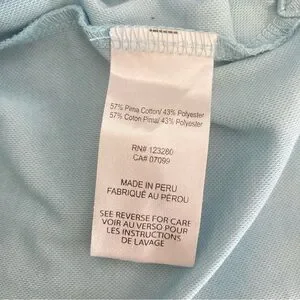 57% Pima Cotton/ 43% Polyester
57% Coton Pima/ 43% Polyester
RN# 123280
CA# 07099
MADE IN PERU
FABRIQUÉ AU PÉROU
SEE REVERSE FOR CARE
VOIR AU VERSO POUR
LES INSTRUCTIONS
DE LAVAGE